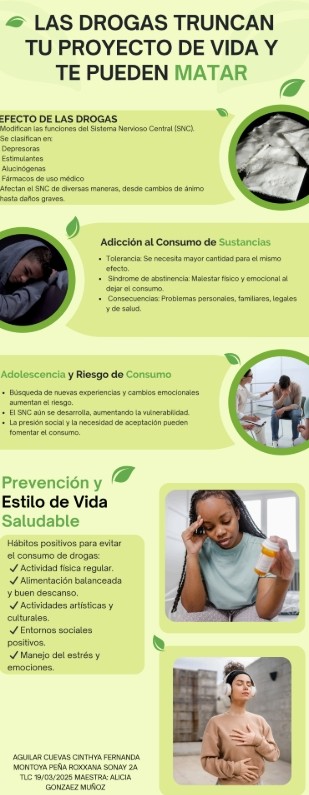 LAS DROGAS TRUNCAN
TU PROYECTO DE VIDA Y
TE PUEDEN MATAR
EFECTO DE LAS DROGAS
Modifican las funciones del Sistema Nervioso Central (SNC).
Se clasifican en:
Depresoras
Estimulantes
Alucinógenas
Fármacos de uso médico
Afectan el SNC de diversas maneras, desde cambios de ánimo
hasta daños graves.
Adicción al Consumo de Sustancias
• Tolerancia: Se necesita mayor cantidad para el mismo
efecto.
• Síndrome de abstinencia: Malestar físico y emocional al
dejar el consumo.
• Consecuencias: Problemas personales, familiares, legales
y de salud.
Adolescencia y Riesgo de Consumo
• Búsqueda de nuevas experiencias y cambios emocionales
aumentan el riesgo.
• El SNC aún se desarrolla, aumentando la vulnerabilidad.
• La presión social y la necesidad de aceptación pueden
fomentar el consumo.
Prevención y
Estilo de Vida
Saludable
Hábitos positivos para evitar
el consumo de drogas:
✓ Actividad física regular.
✓ Alimentación balanceada
y buen descanso.
✓ Actividades artísticas y
culturales.
✓ Entornos sociales
positivos.
✓ Manejo del estrés y
emociones.
AGUILAR CUEVAS CINTHYA FERNANDA
MONTOYA PEÑA ROXXANA SONAY 2A
TLC 19/03/2025 MAESTRA: ALICIA
GONZAEZ MUÑOZ